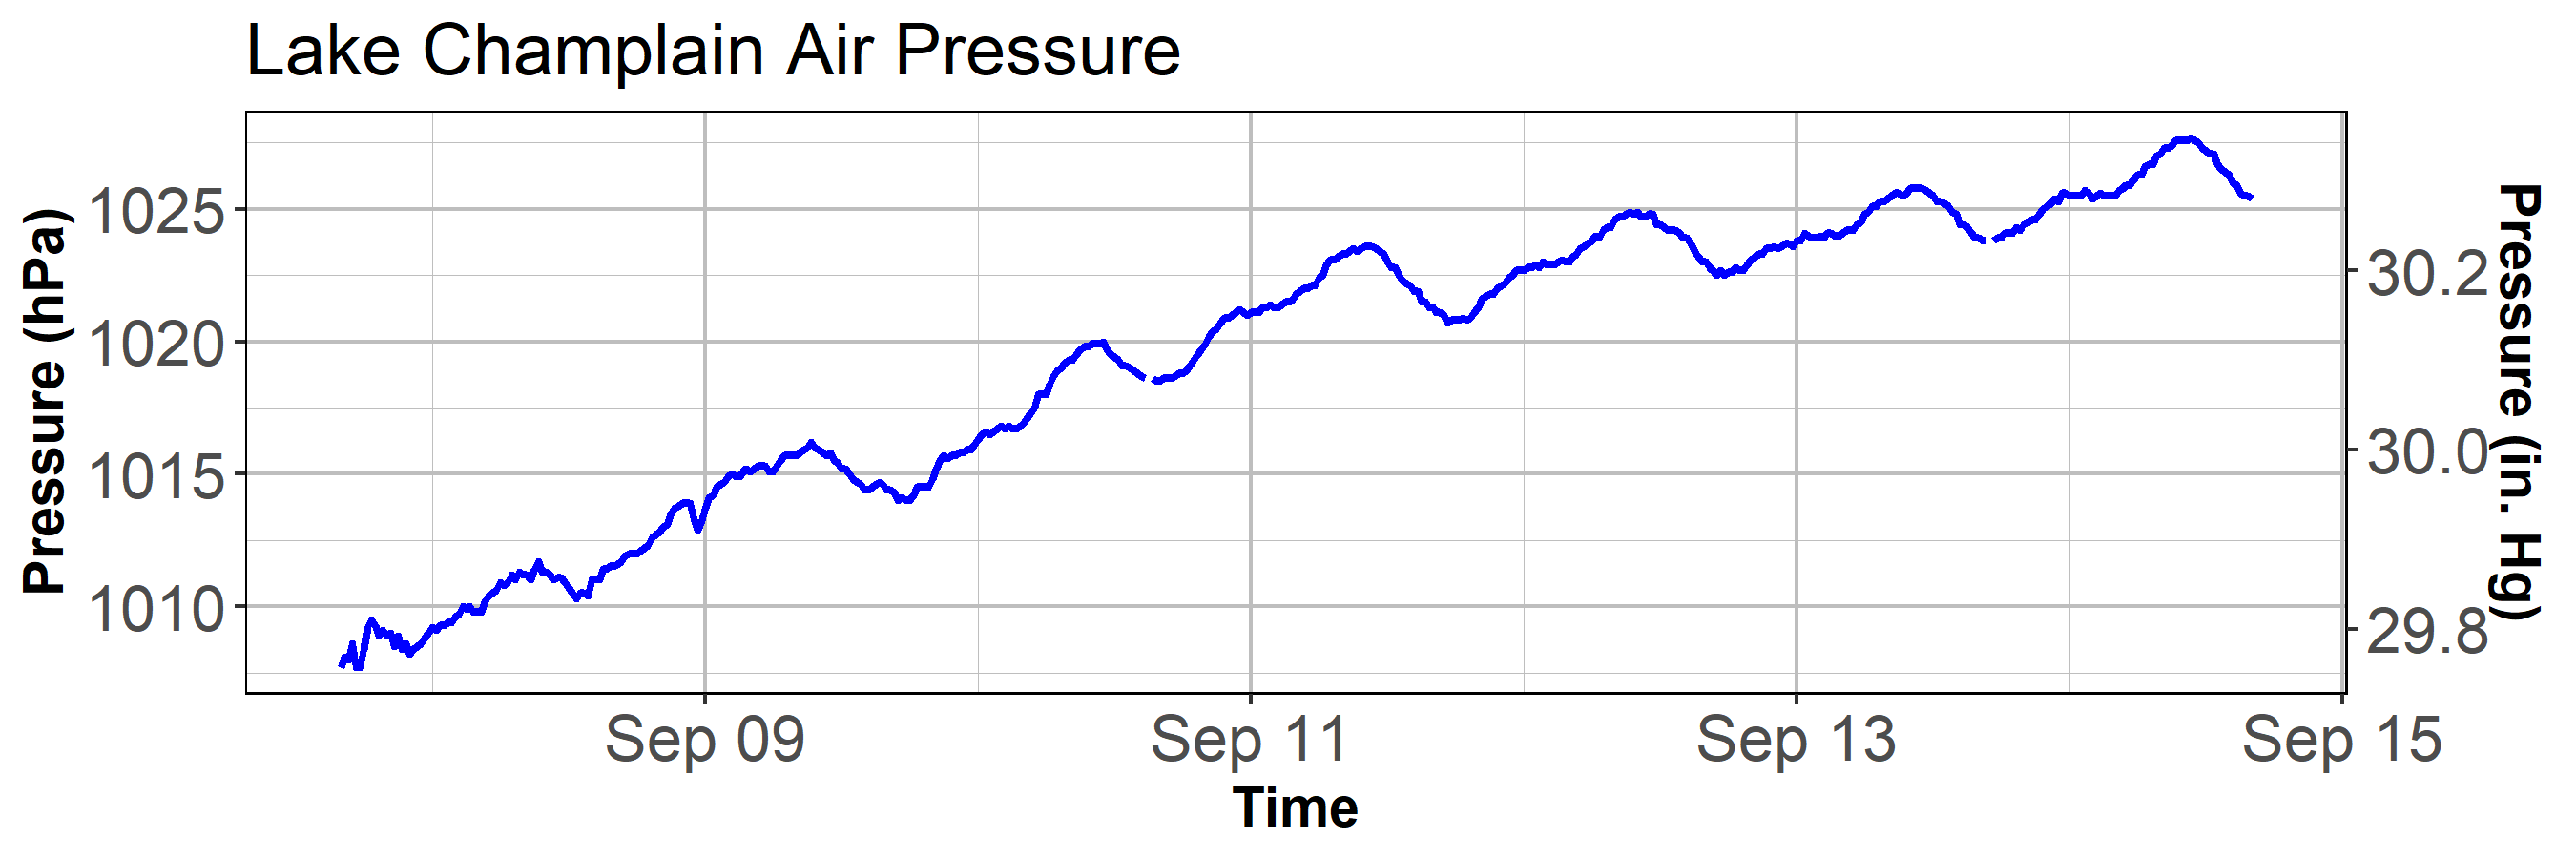 Lake Champlain Air Pressure
Pressure (hPa)
1025
1020
1015
1010
30.2
30.0
29.8
Pressure (in. Hg)
Sep 09
Sep 11
Sep 13
Sep 15
Time